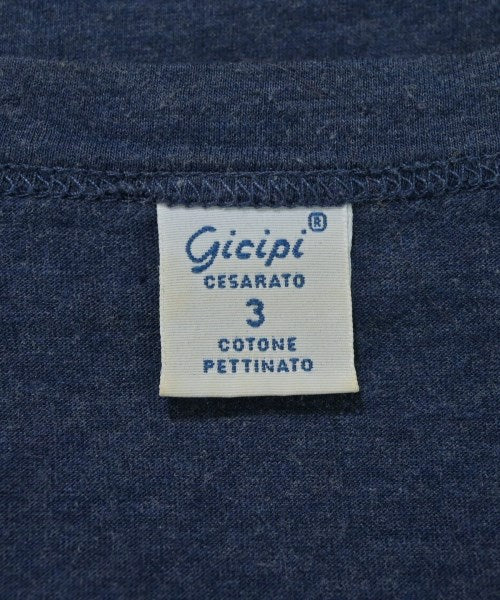 Gicipi®
CESARATO
3
COTONE
PETTINATO